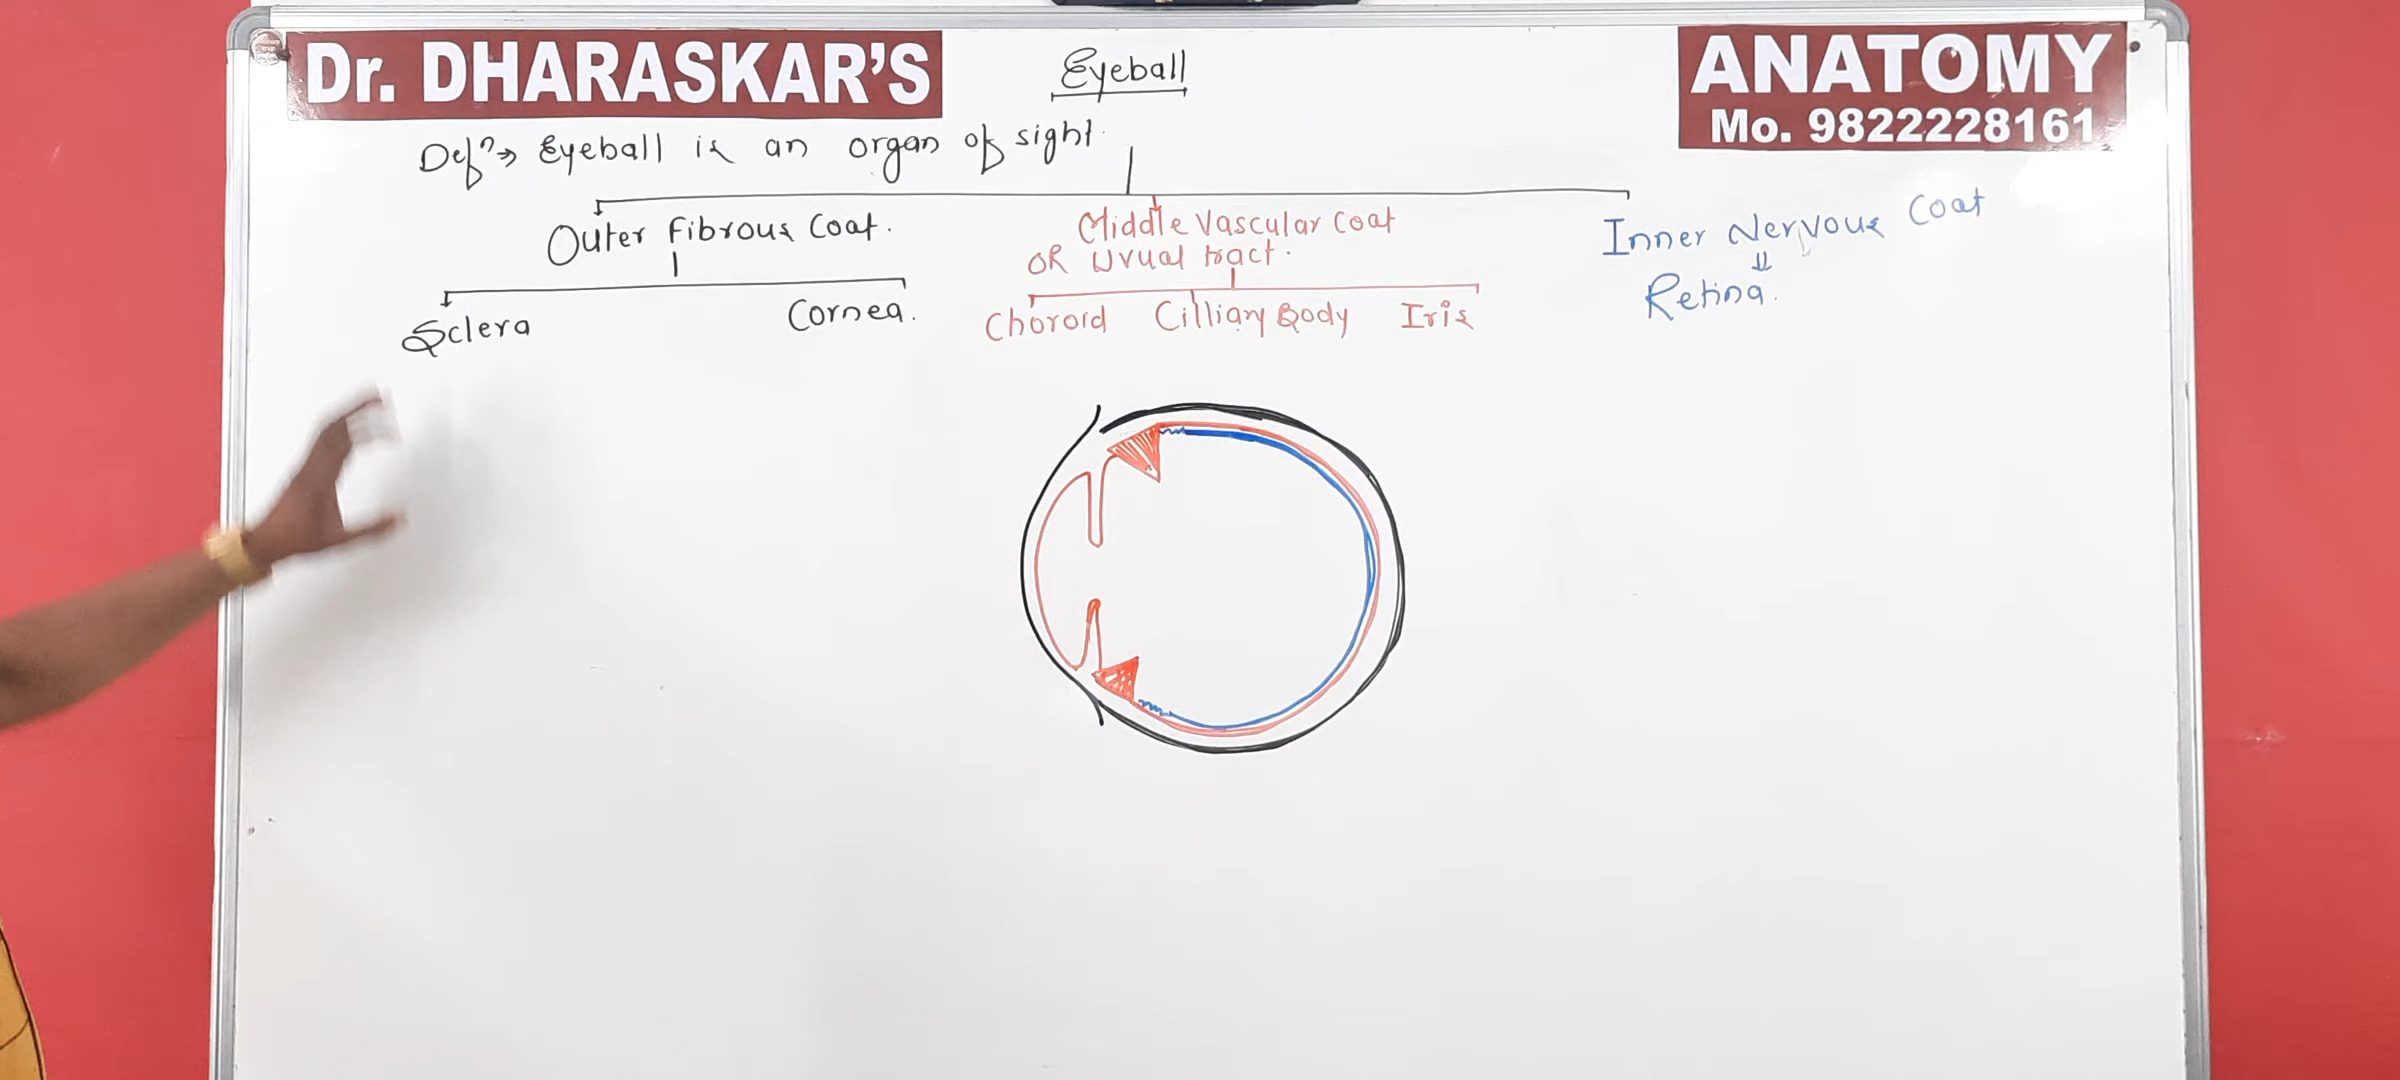 Dr. DHARASKAR'S
Eyeball
ANATOMY
Mo. 9822228161
Defⁿ→ Eyeball is an organ of sight.
Outer Fibrous Coat.
Middle Vascular Coat
OR Uvual tract.
Inner Nervous Coat
⇓
Retina.
Sclera
Cornea.
Choroid Cilliary Body Iris